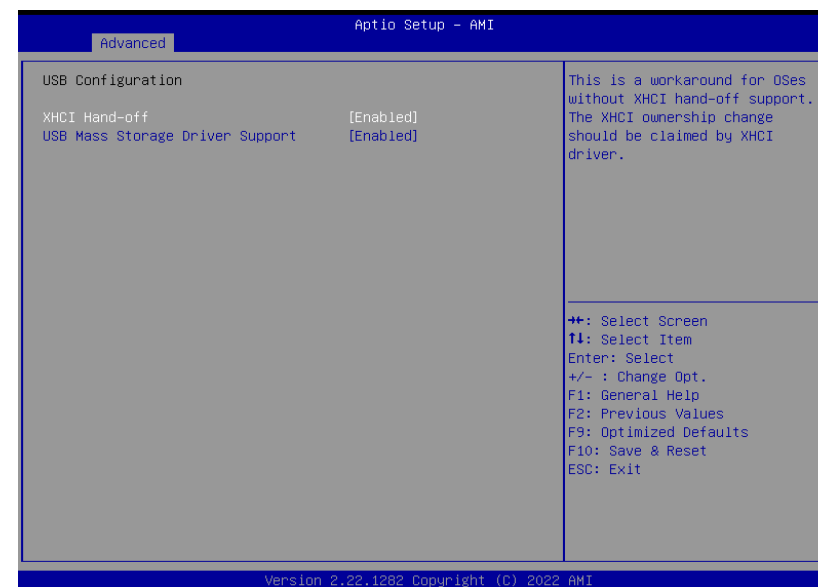 Aptio Setup – AMI
Advanced
USB Configuration
XHCI Hand-off [Enabled]
USB Mass Storage Driver Support [Enabled]
This is a workaround for OSes
without XHCI hand-off support.
The XHCI ownership change
should be claimed by XHCI
driver.
→←: Select Screen
↑↓: Select Item
Enter: Select
+/- : Change Opt.
F1: General Help
F2: Previous Values
F9: Optimized Defaults
F10: Save & Reset
ESC: Exit
Version 2.22.1282 Copyright (C) 2022 AMI